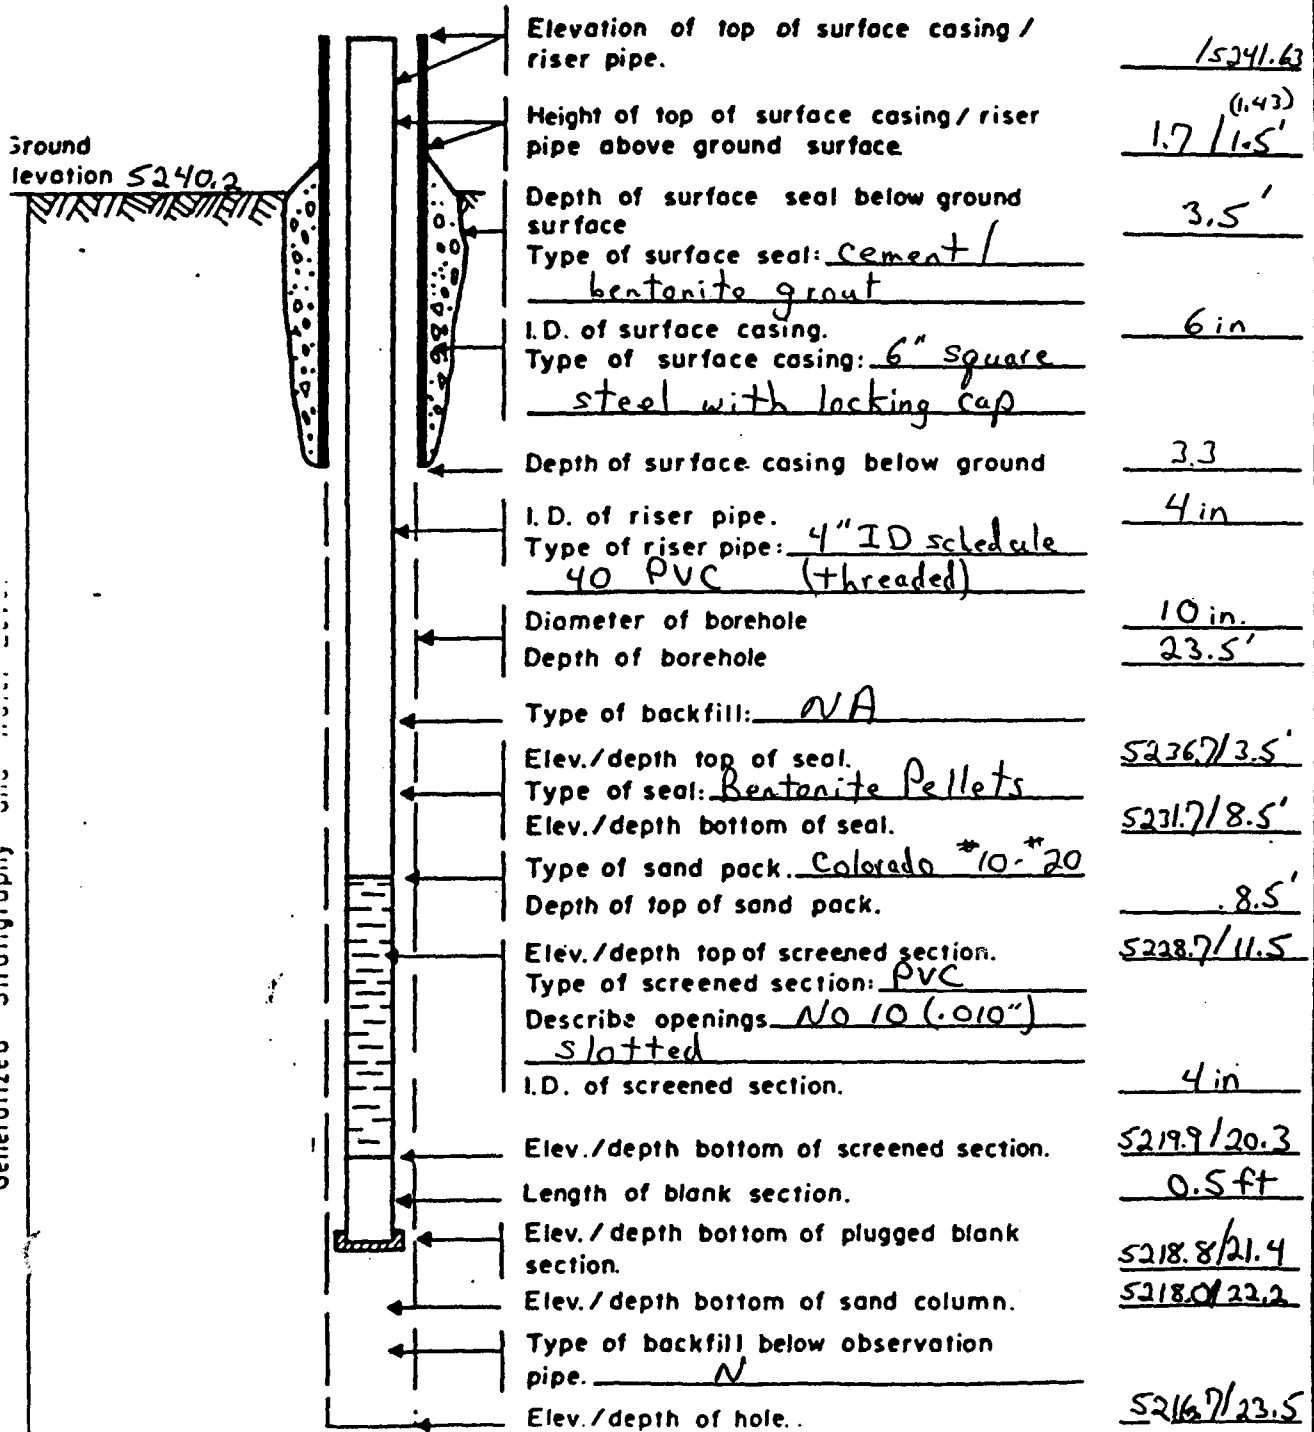 Elevation of top of surface casing /
riser pipe. /5241.63
Height of top of surface casing / riser (1.43)
pipe above ground surface 1.7 / 1.5'
Ground
levation 5240.2
Depth of surface seal below ground
surface 3.5'
Type of surface seal: cement /
bentonite grout
I.D. of surface casing. 6 in
Type of surface casing: 6" square
steel with locking cap
Depth of surface casing below ground 3.3
I.D. of riser pipe. 4 in
Type of riser pipe: 4" ID schedule
40 PVC (threaded)
Diameter of borehole 10 in.
Depth of borehole 23.5'
Type of backfill: NA
Elev./depth top of seal. 5236.7/3.5'
Type of seal: Bentonite Pellets
Elev./depth bottom of seal. 5231.7/8.5'
Type of sand pack. Colorado #10-#20
Depth of top of sand pack. 8.5'
Elev./depth top of screened section. 5228.7/11.5
Type of screened section: PVC
Describe openings NO 10 (.010")
slotted
I.D. of screened section. 4 in
Elev./depth bottom of screened section. 5219.9/20.3
Length of blank section. 0.5 ft
Elev./depth bottom of plugged blank
section. 5218.8/21.4
Elev./depth bottom of sand column. 5218.0/22.2
Type of backfill below observation
pipe. N
Elev./depth of hole.. 5216.7/23.5
Generalized Stratigraphy and